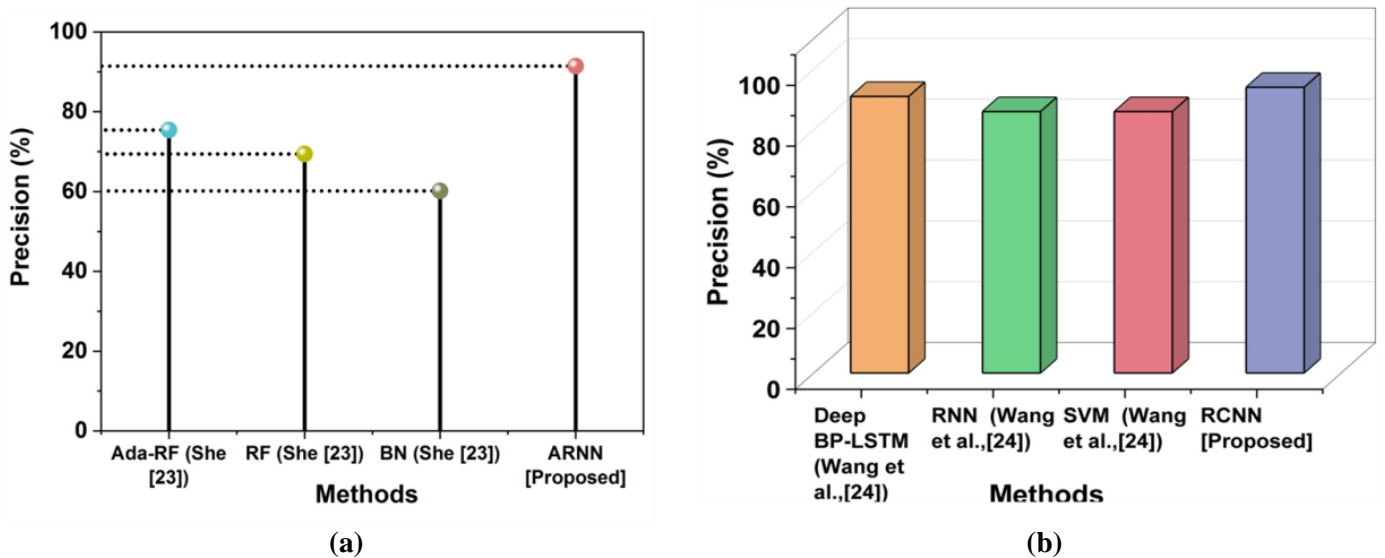 100
80
60
40
20
0
Precision (%)
Ada-RF (She
[23])
RF (She [23])
BN (She [23])
ARNN
[Proposed]
Methods
(a)
100
80
60
40
20
0
Precision (%)
Deep
BP-LSTM
(Wang et
al.,[24])
RNN (Wang
et al.,[24])
SVM (Wang
et al.,[24])
RCNN
[Proposed]
Methods
(b)